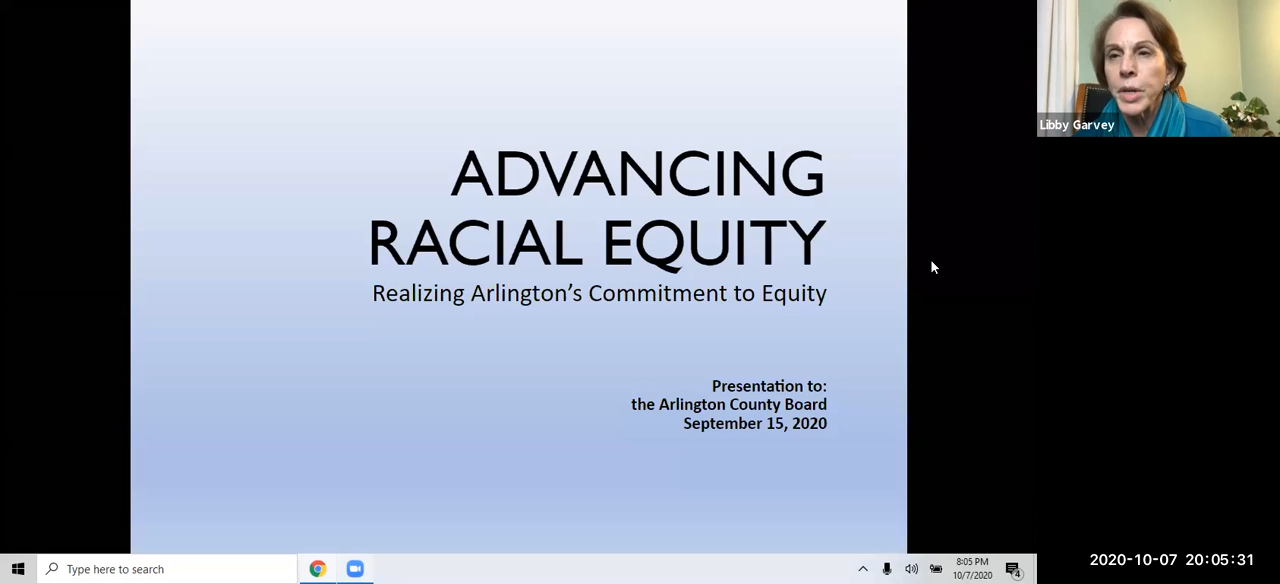 ADVANCING
RACIAL EQUITY
Realizing Arlington's Commitment to Equity
Presentation to:
the Arlington County Board
September 15, 2020
Libby Garvey
Type here to search
8:05 PM
10/7/2020
4
2020-10-07 20:05:31